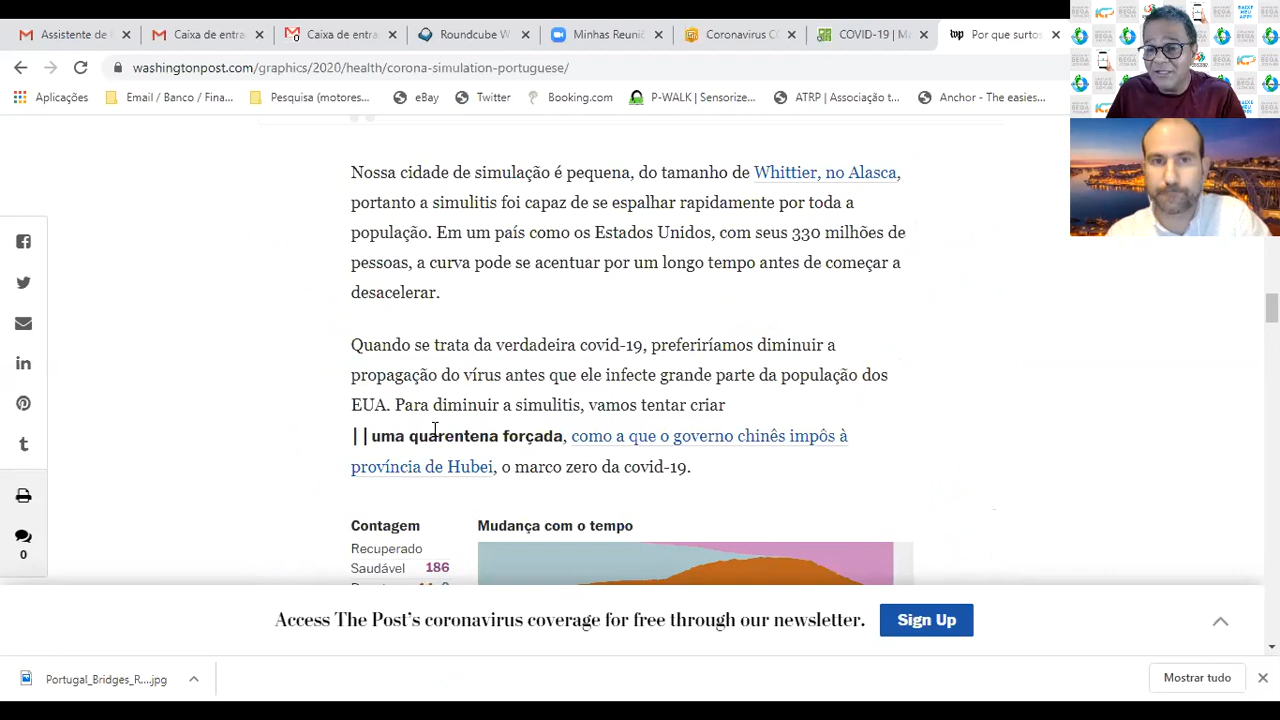 Assistente de
Caixa de entra
Caixa de entra
Roundcube W
Minhas Reuniõ
Coronavirus CO
COVID-19 | Ma
Por que surtos
washingtonpost.com/graphics/2020/hea
mulation_portuguese/
Aplicações
Email / Banco / Fina...
Pesquisa (motores...
eBay
Twitter
Booking.com
P-WALK | Sensorize...
ATRP | Associação t...
Anchor - The easies...
Nossa cidade de simulação é pequena, do tamanho de Whittier, no Alasca,
portanto a simulitis foi capaz de se espalhar rapidamente por toda a
população. Em um país como os Estados Unidos, com seus 330 milhões de
pessoas, a curva pode se acentuar por um longo tempo antes de começar a
desacelerar.
Quando se trata da verdadeira covid-19, preferiríamos diminuir a
propagação do vírus antes que ele infecte grande parte da população dos
EUA. Para diminuir a simulitis, vamos tentar criar
||uma quarentena forçada, como a que o governo chinês impôs à
província de Hubei, o marco zero da covid-19.
Contagem
Mudança com o tempo
Recuperado
Saudável 186
0
Access The Post's coronavirus coverage for free through our newsletter.
Sign Up
Portugal_Bridges_R....jpg
Mostrar tudo